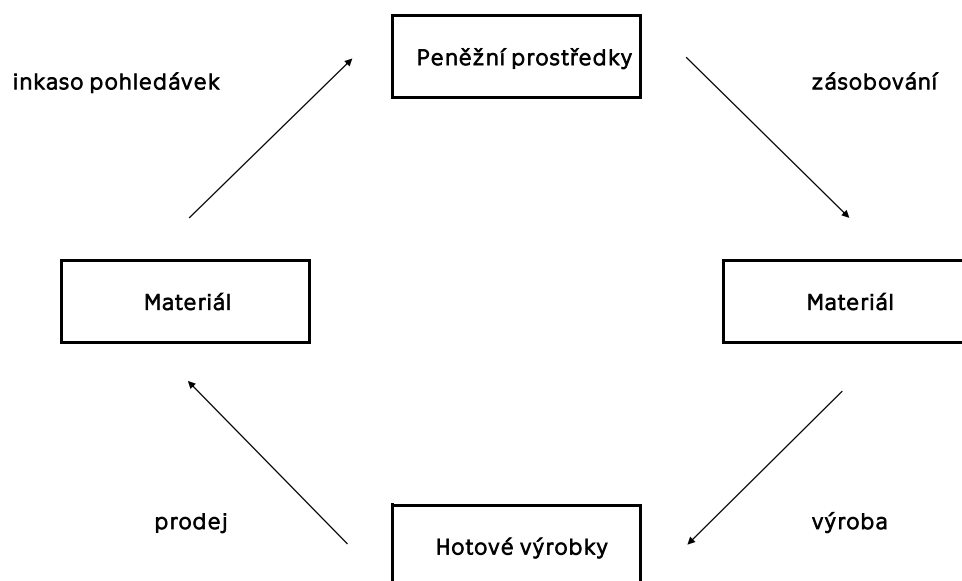 Peněžní prostředky
inkaso pohledávek
zásobování
Materiál
Materiál
prodej
výroba
Hotové výrobky